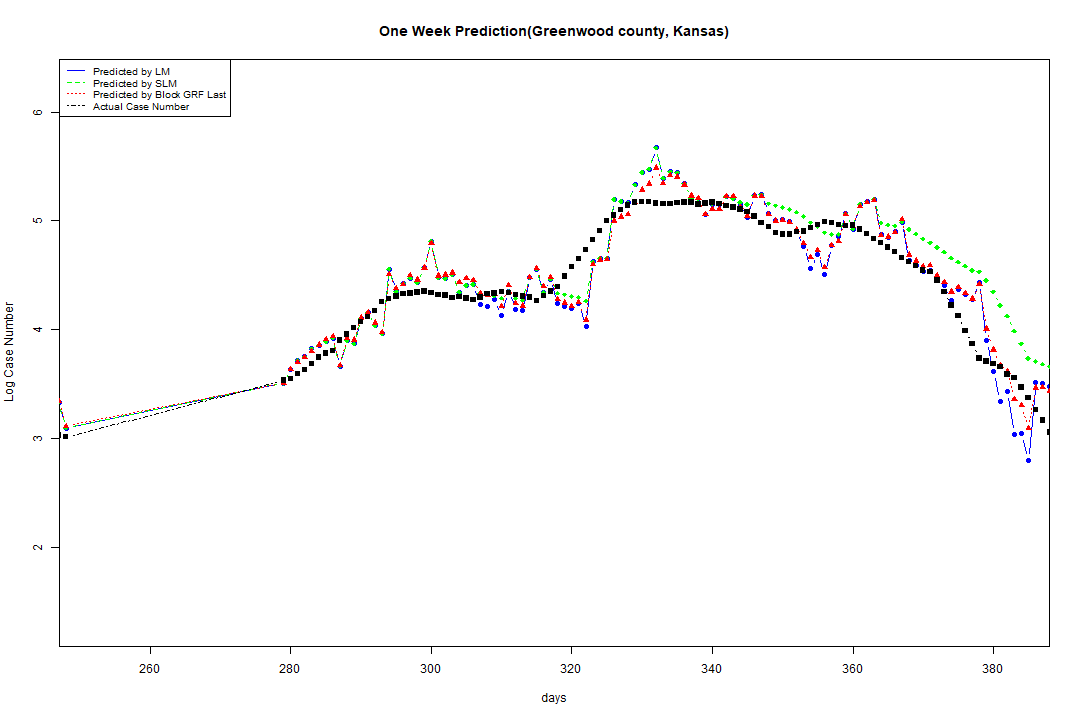 One Week Prediction(Greenwood county, Kansas)
Predicted by LM
Predicted by SLM
Predicted by Block GRF Last
Actual Case Number
6
5
4
3
2
Log Case Number
260 280 300 320 340 360 380
days